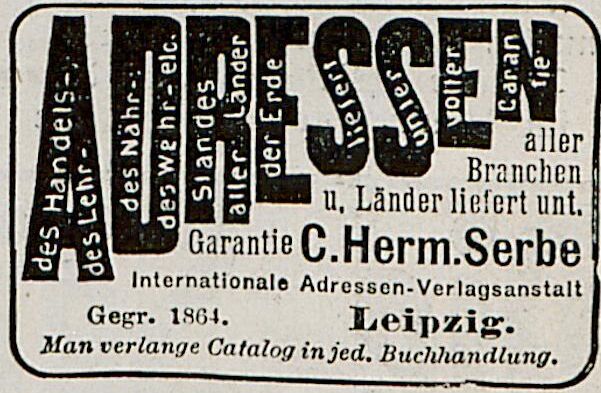 ADRESSEN
des Handels-,
des Lehr-,
des Nähr-,
des Wehr- etc.
Standes
aller Länder
der Erde
liefert
unter
voller
Garan
tie
aller
Branchen
u. Länder liefert unt.
Garantie C. Herm. Serbe
Internationale Adressen-Verlagsanstalt
Gegr. 1864. Leipzig.
Man verlange Catalog in jed. Buchhandlung.